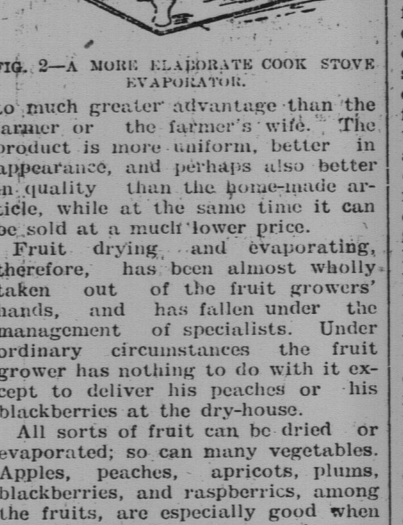 FIG. 2—A MORE ELABORATE COOK STOVE
EVAPORATOR.
to much greater advantage than the
farmer or the farmer's wife. The
product is more uniform, better in
appearance, and perhaps also better
in quality than the home-made ar-
ticle, while at the same time it can
be sold at a much lower price.
Fruit drying and evaporating,
therefore, has been almost wholly
taken out of the fruit growers'
hands, and has fallen under the
management of specialists. Under
ordinary circumstances the fruit
grower has nothing to do with it ex-
cept to deliver his peaches or his
blackberries at the dry-house.
All sorts of fruit can be dried or
evaporated; so can many vegetables.
Apples, peaches, apricots, plums,
blackberries, and raspberries, among
the fruits, are especially good when